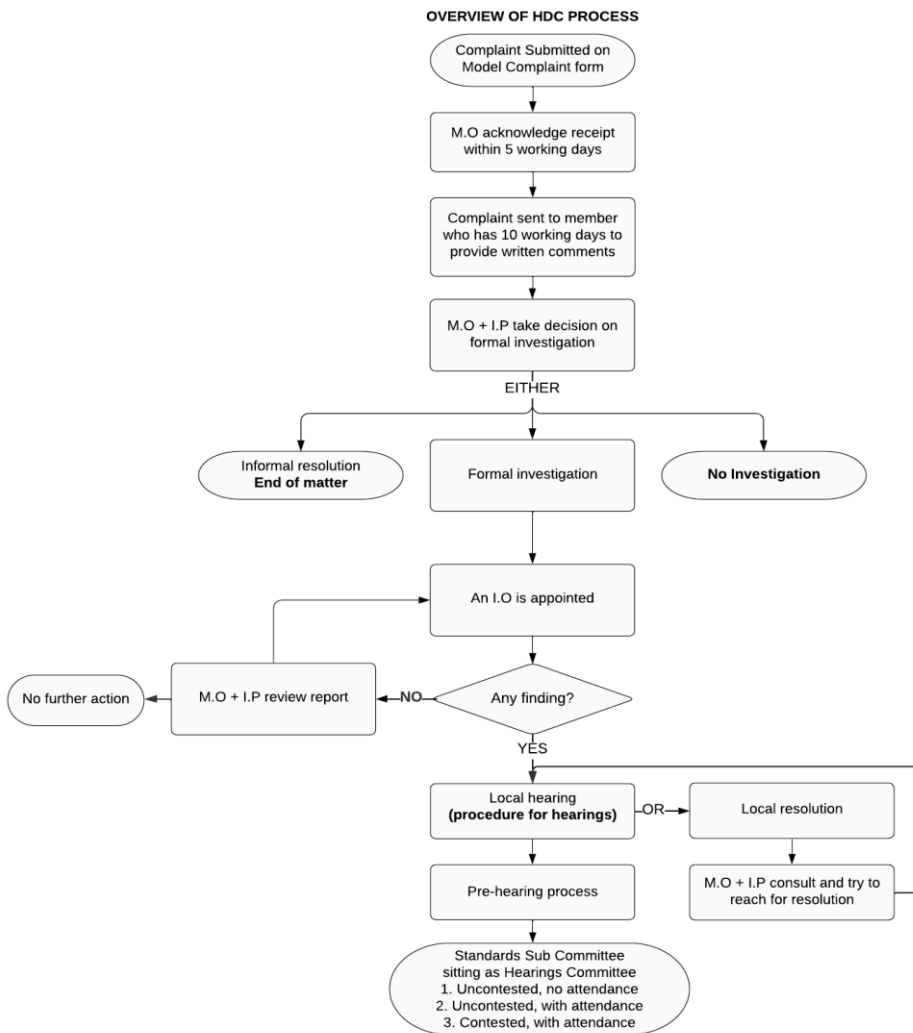 OVERVIEW OF HDC PROCESS
Complaint Submitted on
Model Complaint form
M.O acknowledge receipt
within 5 working days
Complaint sent to member
who has 10 working days to
provide written comments
M.O + I.P take decision on
formal investigation
EITHER
Informal resolution
End of matter
Formal investigation
No Investigation
An I.O is appointed
No further action
M.O + I.P review report
NO
Any finding?
YES
Local hearing
(procedure for hearings)
OR
Local resolution
Pre-hearing process
M.O + I.P consult and try to
reach for resolution
Standards Sub Committee
sitting as Hearings Committee
1. Uncontested, no attendance
2. Uncontested, with attendance
3. Contested, with attendance